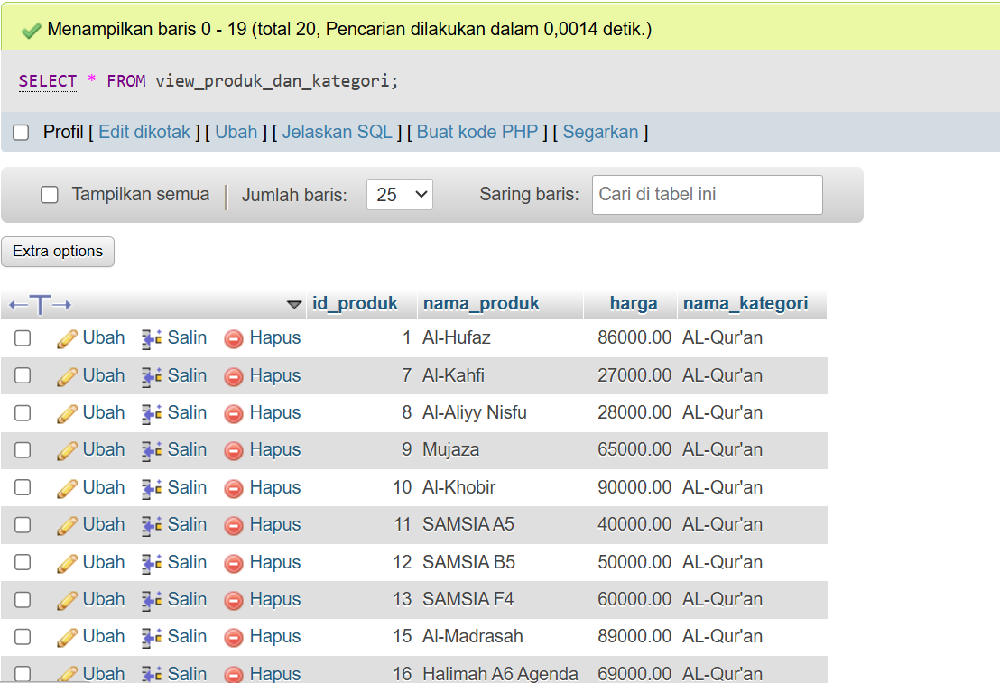 Menampilkan baris 0 - 19 (total 20, Pencarian dilakukan dalam 0,0014 detik.)
SELECT * FROM view_produk_dan_kategori;
Profil [ Edit dikotak ] [ Ubah ] [ Jelaskan SQL ] [ Buat kode PHP ] [ Segarkan ]
Tampilkan semua Jumlah baris: 25 Saring baris: Cari di tabel ini
Extra options
id_produk nama_produk harga nama_kategori
Ubah Salin Hapus 1 Al-Hufaz 86000.00 AL-Qur'an
Ubah Salin Hapus 7 Al-Kahfi 27000.00 AL-Qur'an
Ubah Salin Hapus 8 Al-Aliyy Nisfu 28000.00 AL-Qur'an
Ubah Salin Hapus 9 Mujaza 65000.00 AL-Qur'an
Ubah Salin Hapus 10 Al-Khobir 90000.00 AL-Qur'an
Ubah Salin Hapus 11 SAMSIA A5 40000.00 AL-Qur'an
Ubah Salin Hapus 12 SAMSIA B5 50000.00 AL-Qur'an
Ubah Salin Hapus 13 SAMSIA F4 60000.00 AL-Qur'an
Ubah Salin Hapus 15 Al-Madrasah 89000.00 AL-Qur'an
Ubah Salin Hapus 16 Halimah A6 Agenda 69000.00 AL-Qur'an